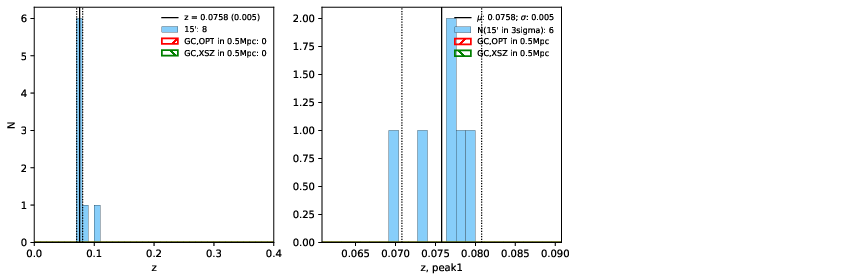 z = 0.0758 (0.005)
15': 8
GC,OPT in 0.5Mpc: 0
GC,XSZ in 0.5Mpc: 0
6
5
4
3
2
1
0
N
0.0 0.1 0.2 0.3 0.4
z
μ: 0.0758; σ: 0.005
N(15' in 3sigma): 6
GC,OPT in 0.5Mpc
GC,XSZ in 0.5Mpc
2.00
1.75
1.50
1.25
1.00
0.75
0.50
0.25
0.00
0.065 0.070 0.075 0.080 0.085 0.090
z, peak1